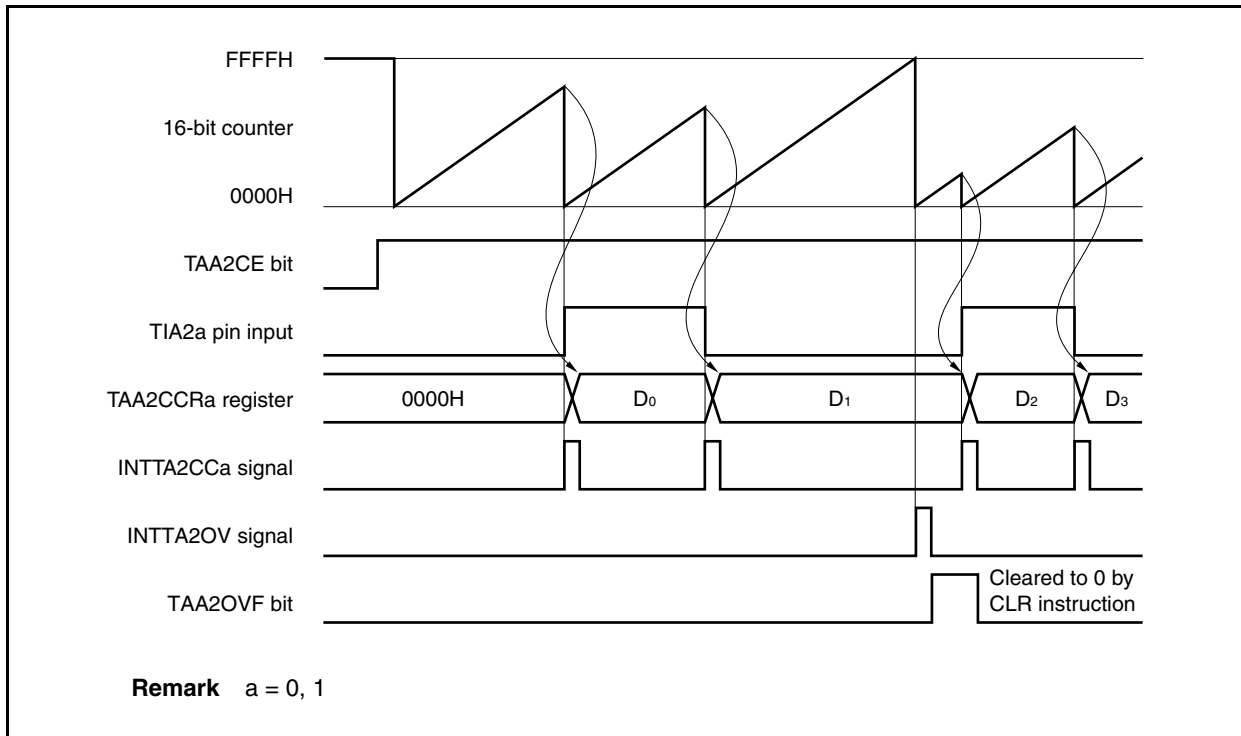 FFFFH
16-bit counter
0000H
TAA2CE bit
TIA2a pin input
TAA2CCRa register
0000H
D0
D1
D2
D3
INTTA2CCa signal
INTTA2OV signal
TAA2OVF bit
Cleared to 0 by
CLR instruction
Remark a = 0, 1